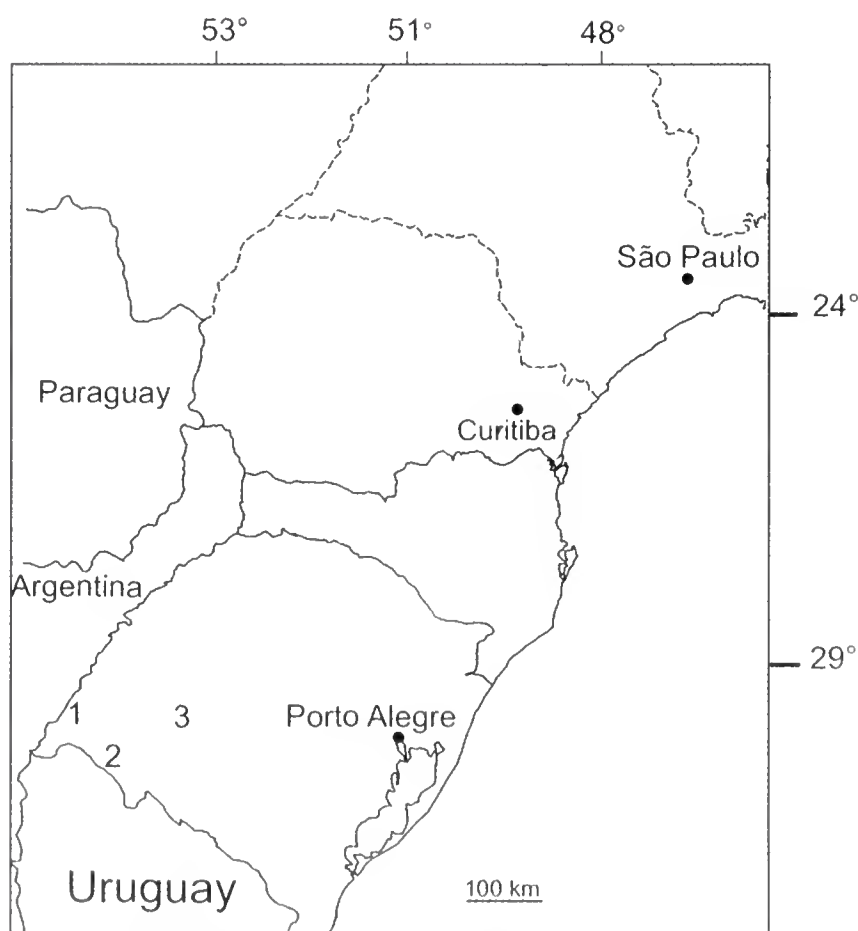 53° 51° 48°
São Paulo
24°
Paraguay
Curitiba
Argentina
29°
1 3 Porto Alegre
2
Uruguay 100 km